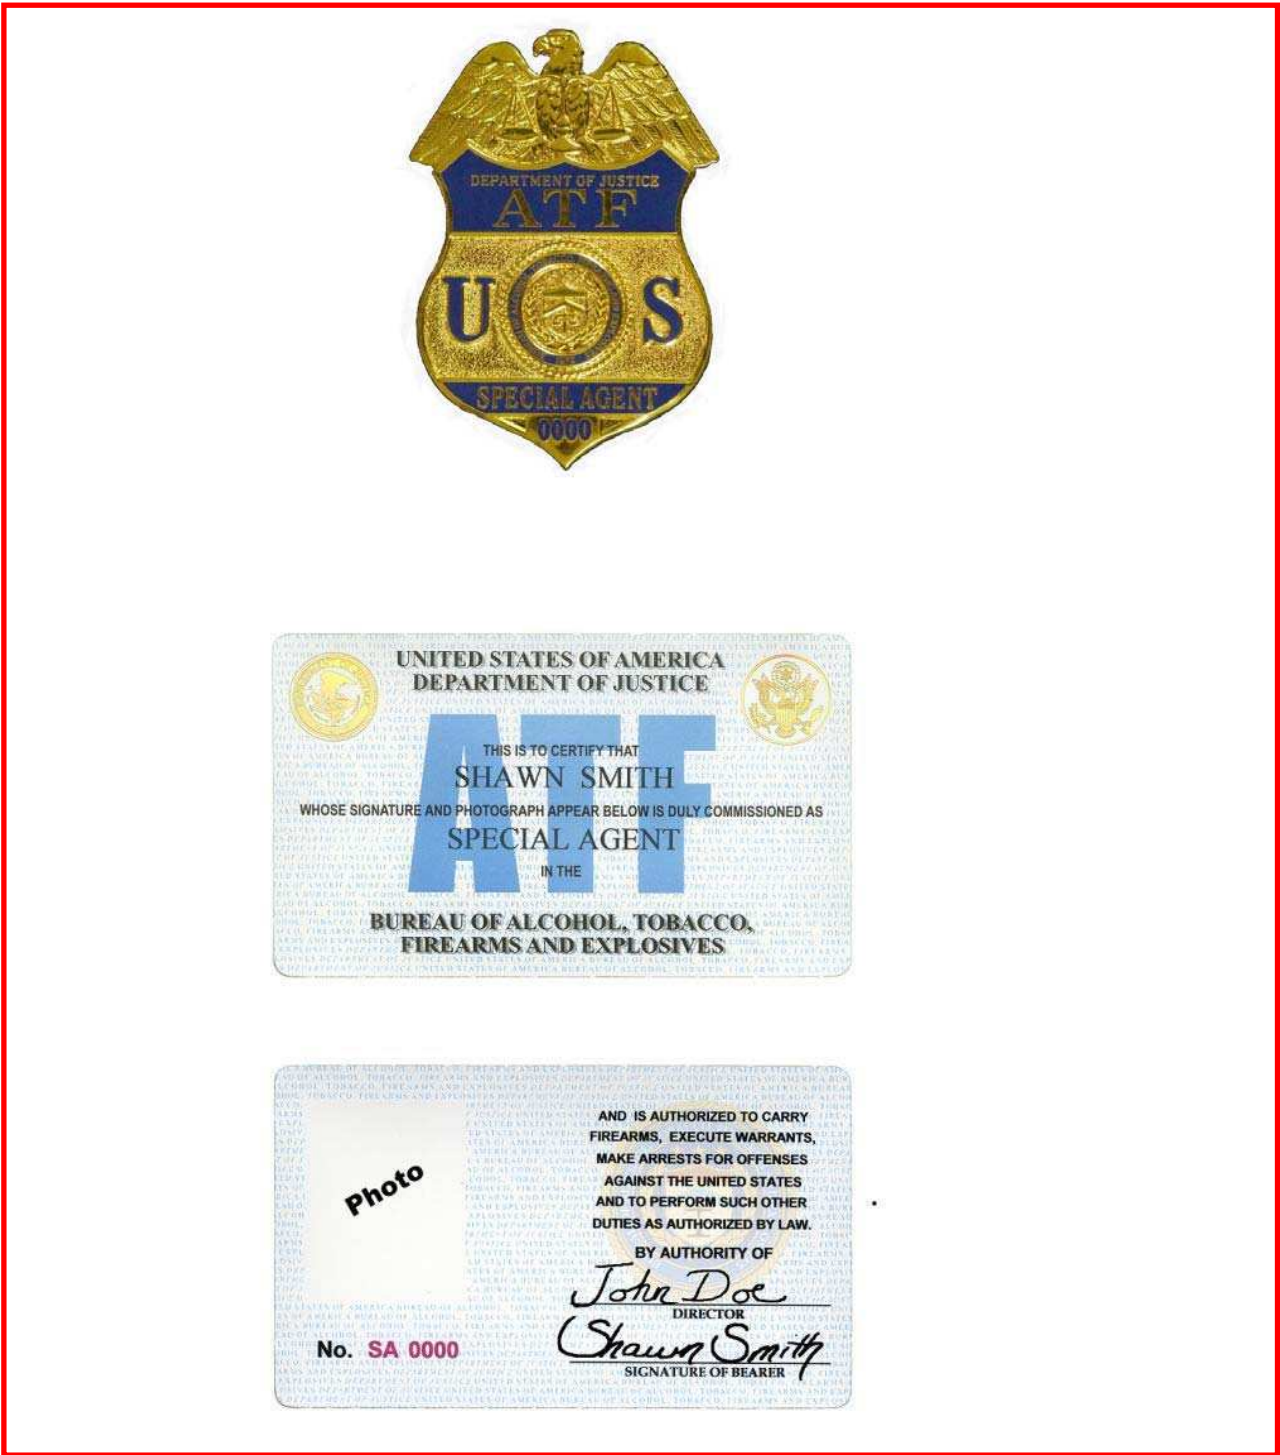 DEPARTMENT OF JUSTICE
ATF
U S
SPECIAL AGENT
0000
UNITED STATES OF AMERICA
DEPARTMENT OF JUSTICE
ATF
THIS IS TO CERTIFY THAT
SHAWN SMITH
WHOSE SIGNATURE AND PHOTOGRAPH APPEAR BELOW IS DULY COMMISSIONED AS
SPECIAL AGENT
IN THE
BUREAU OF ALCOHOL, TOBACCO,
FIREARMS AND EXPLOSIVES
Photo
AND IS AUTHORIZED TO CARRY
FIREARMS, EXECUTE WARRANTS,
MAKE ARRESTS FOR OFFENSES
AGAINST THE UNITED STATES
AND TO PERFORM SUCH OTHER
DUTIES AS AUTHORIZED BY LAW.
BY AUTHORITY OF
John Doe
DIRECTOR
Shawn Smith
SIGNATURE OF BEARER
No. SA 0000